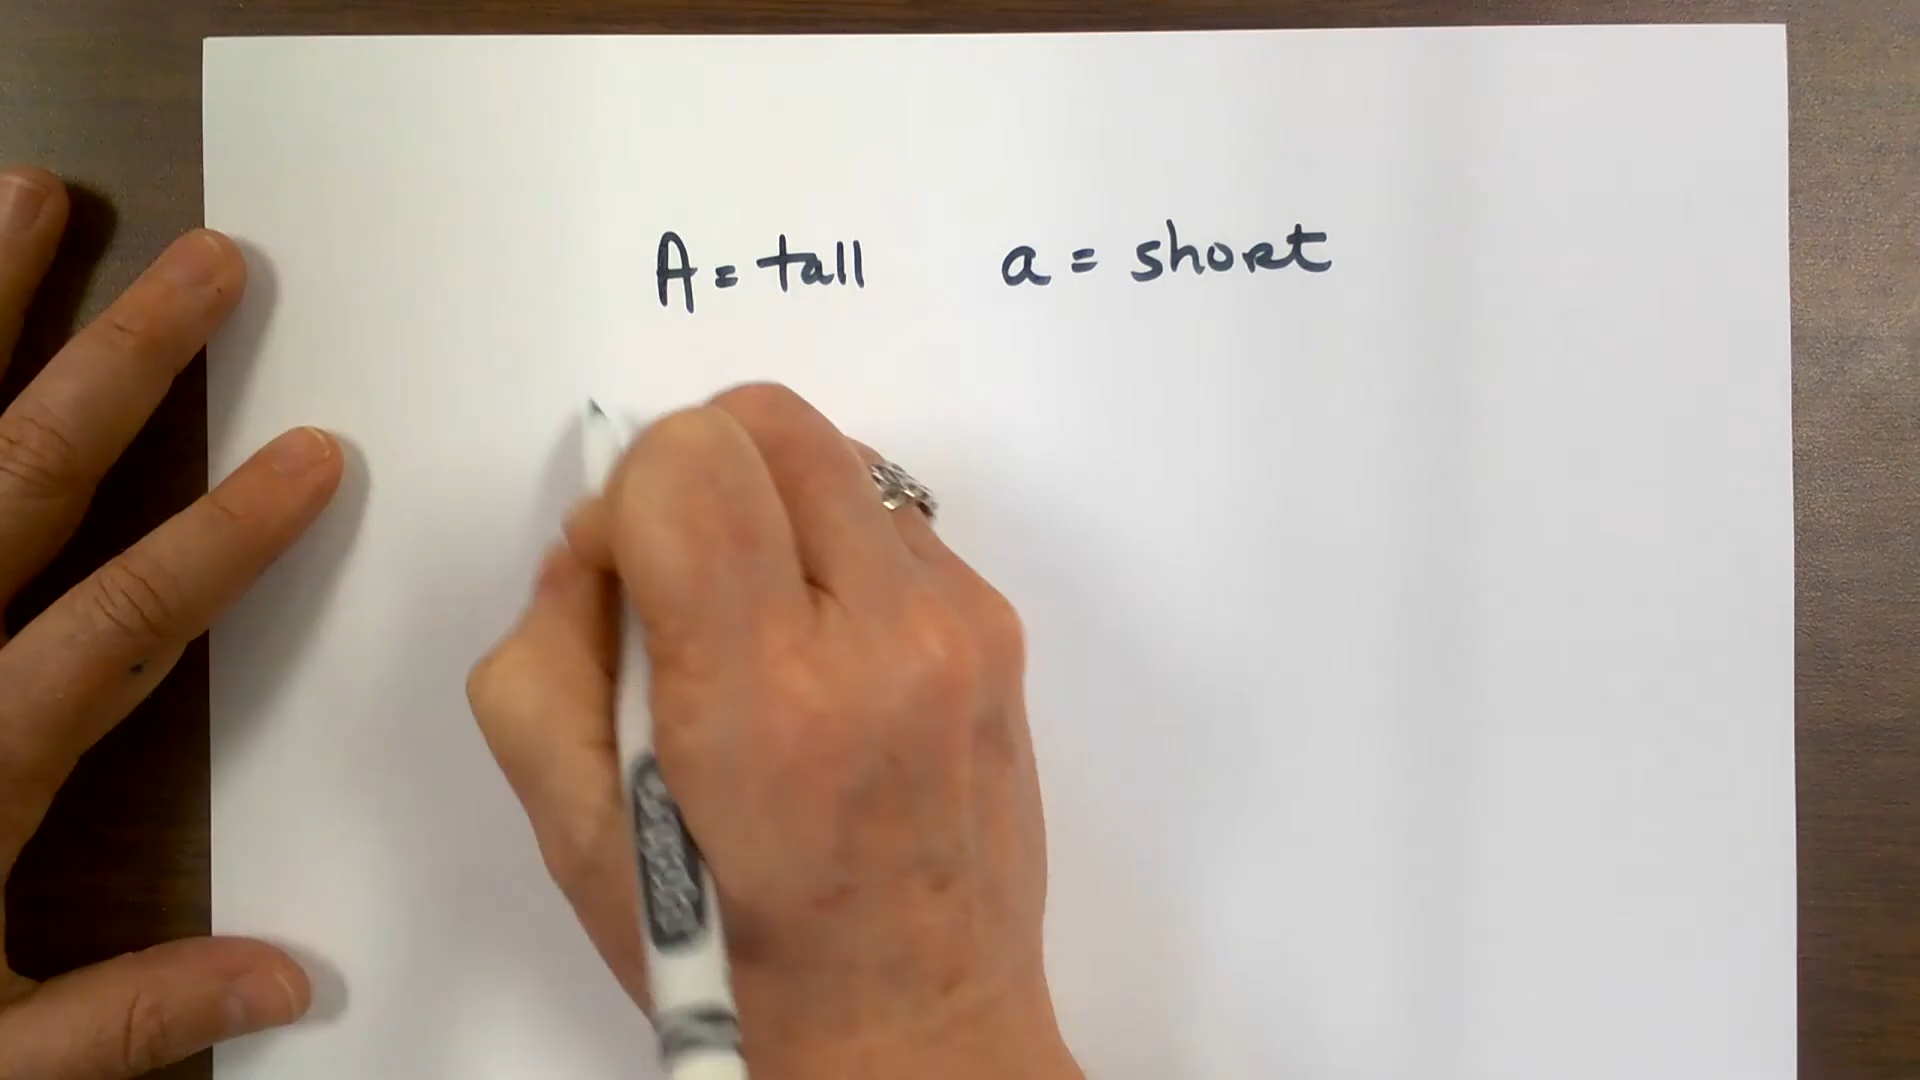 A = tall a = short